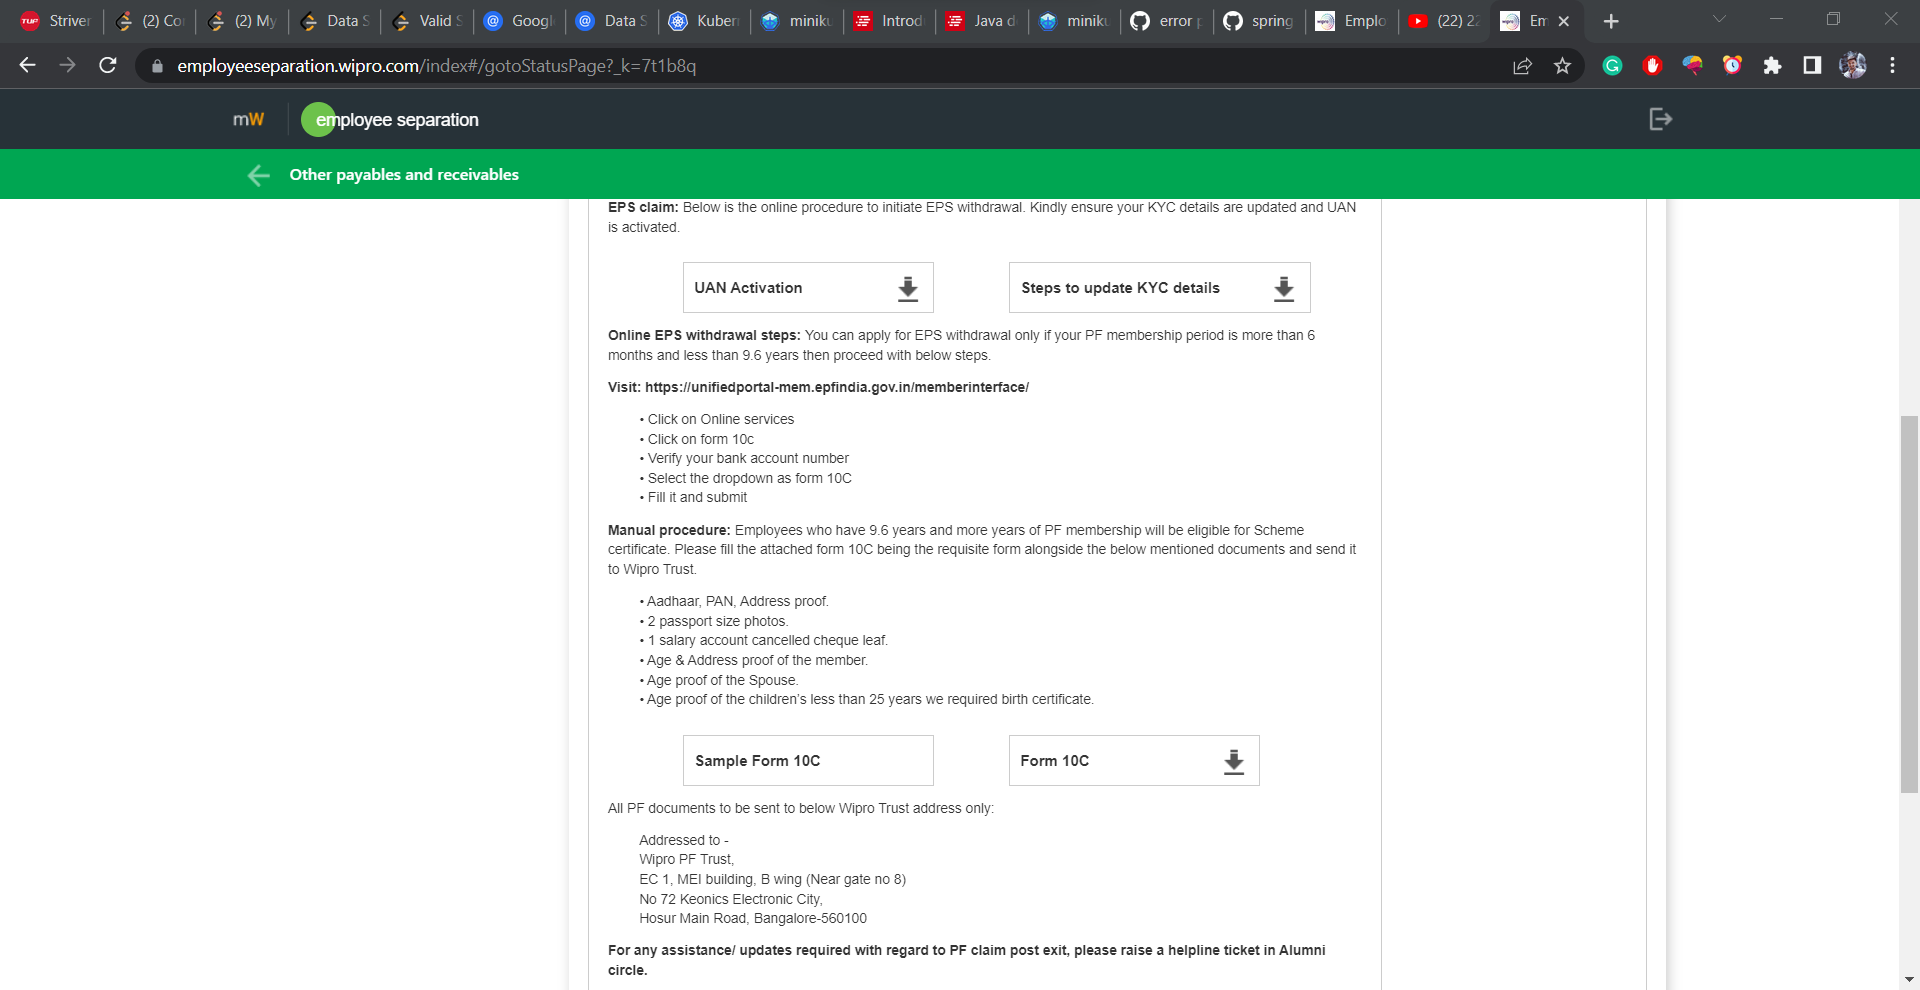 Striver
(2) Co
(2) My
Data S
Valid S
Googl
Data S
Kuber
miniku
Introd
Java d
miniku
error p
spring
Emplo
(22) 22
Em
employeeseparation.wipro.com/index#/gotoStatusPage?_k=7t1b8q
mW
employee separation
Other payables and receivables
EPS claim: Below is the online procedure to initiate EPS withdrawal. Kindly ensure your KYC details are updated and UAN
is activated.
UAN Activation
Steps to update KYC details
Online EPS withdrawal steps: You can apply for EPS withdrawal only if your PF membership period is more than 6
months and less than 9.6 years then proceed with below steps.
Visit: https://unifiedportal-mem.epfindia.gov.in/memberinterface/
• Click on Online services
• Click on form 10c
• Verify your bank account number
• Select the dropdown as form 10C
• Fill it and submit
Manual procedure: Employees who have 9.6 years and more years of PF membership will be eligible for Scheme
certificate. Please fill the attached form 10C being the requisite form alongside the below mentioned documents and send it
to Wipro Trust.
• Aadhaar, PAN, Address proof.
• 2 passport size photos.
• 1 salary account cancelled cheque leaf.
• Age & Address proof of the member.
• Age proof of the Spouse.
• Age proof of the children's less than 25 years we required birth certificate.
Sample Form 10C
Form 10C
All PF documents to be sent to below Wipro Trust address only:
Addressed to -
Wipro PF Trust,
EC 1, MEI building, B wing (Near gate no 8)
No 72 Keonics Electronic City,
Hosur Main Road, Bangalore-560100
For any assistance/ updates required with regard to PF claim post exit, please raise a helpline ticket in Alumni
circle.